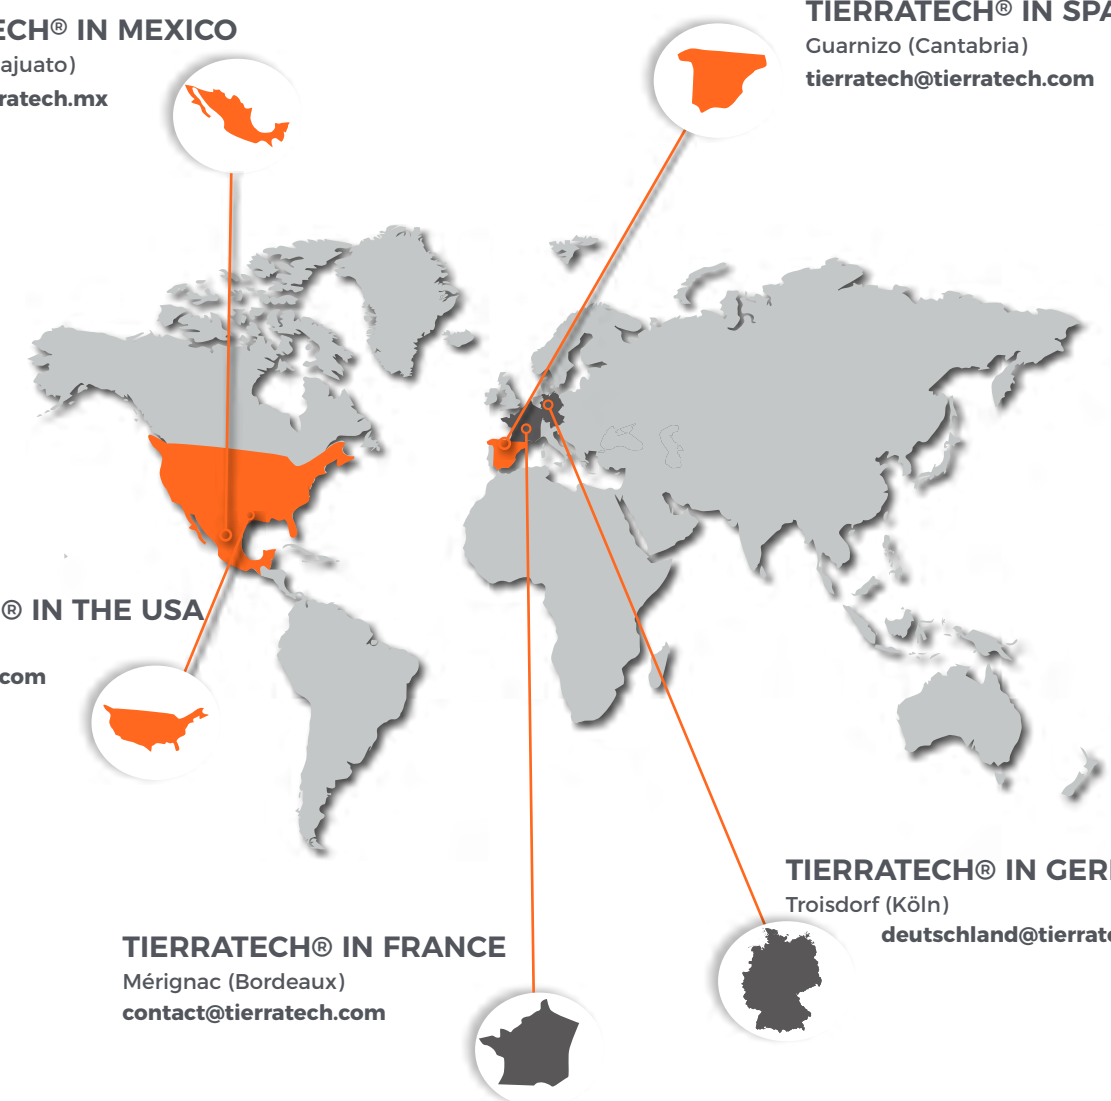 ECH® IN MEXICO
ajuato)
ratech.mx
TIERRATECH® IN SPA
Guarnizo (Cantabria)
tierratech@tierratech.com
® IN THE USA
com
TIERRATECH® IN GER
Troisdorf (Köln)
deutschland@tierrate
TIERRATECH® IN FRANCE
Mérignac (Bordeaux)
contact@tierratech.com